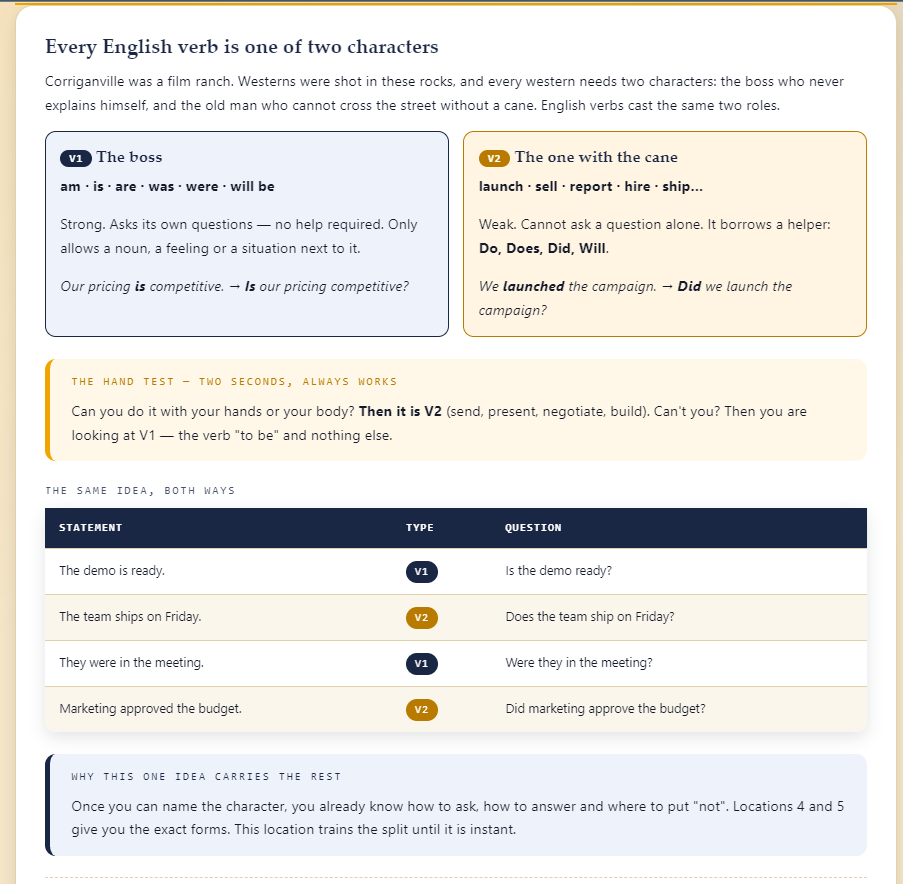 Every English verb is one of two characters
Corriganville was a film ranch. Westerns were shot in these rocks, and every western needs two characters: the boss who never
explains himself, and the old man who cannot cross the street without a cane. English verbs cast the same two roles.
V1 The boss
am · is · are · was · were · will be
Strong. Asks its own questions — no help required. Only
allows a noun, a feeling or a situation next to it.
Our pricing is competitive. → Is our pricing competitive?
V2 The one with the cane
launch · sell · report · hire · ship...
Weak. Cannot ask a question alone. It borrows a helper:
Do, Does, Did, Will.
We launched the campaign. → Did we launch the
campaign?
THE HAND TEST — TWO SECONDS, ALWAYS WORKS
Can you do it with your hands or your body? Then it is V2 (send, present, negotiate, build). Can't you? Then you are
looking at V1 — the verb "to be" and nothing else.
THE SAME IDEA, BOTH WAYS
STATEMENT TYPE QUESTION
The demo is ready. V1 Is the demo ready?
The team ships on Friday. V2 Does the team ship on Friday?
They were in the meeting. V1 Were they in the meeting?
Marketing approved the budget. V2 Did marketing approve the budget?
WHY THIS ONE IDEA CARRIES THE REST
Once you can name the character, you already know how to ask, how to answer and where to put "not". Locations 4 and 5
give you the exact forms. This location trains the split until it is instant.